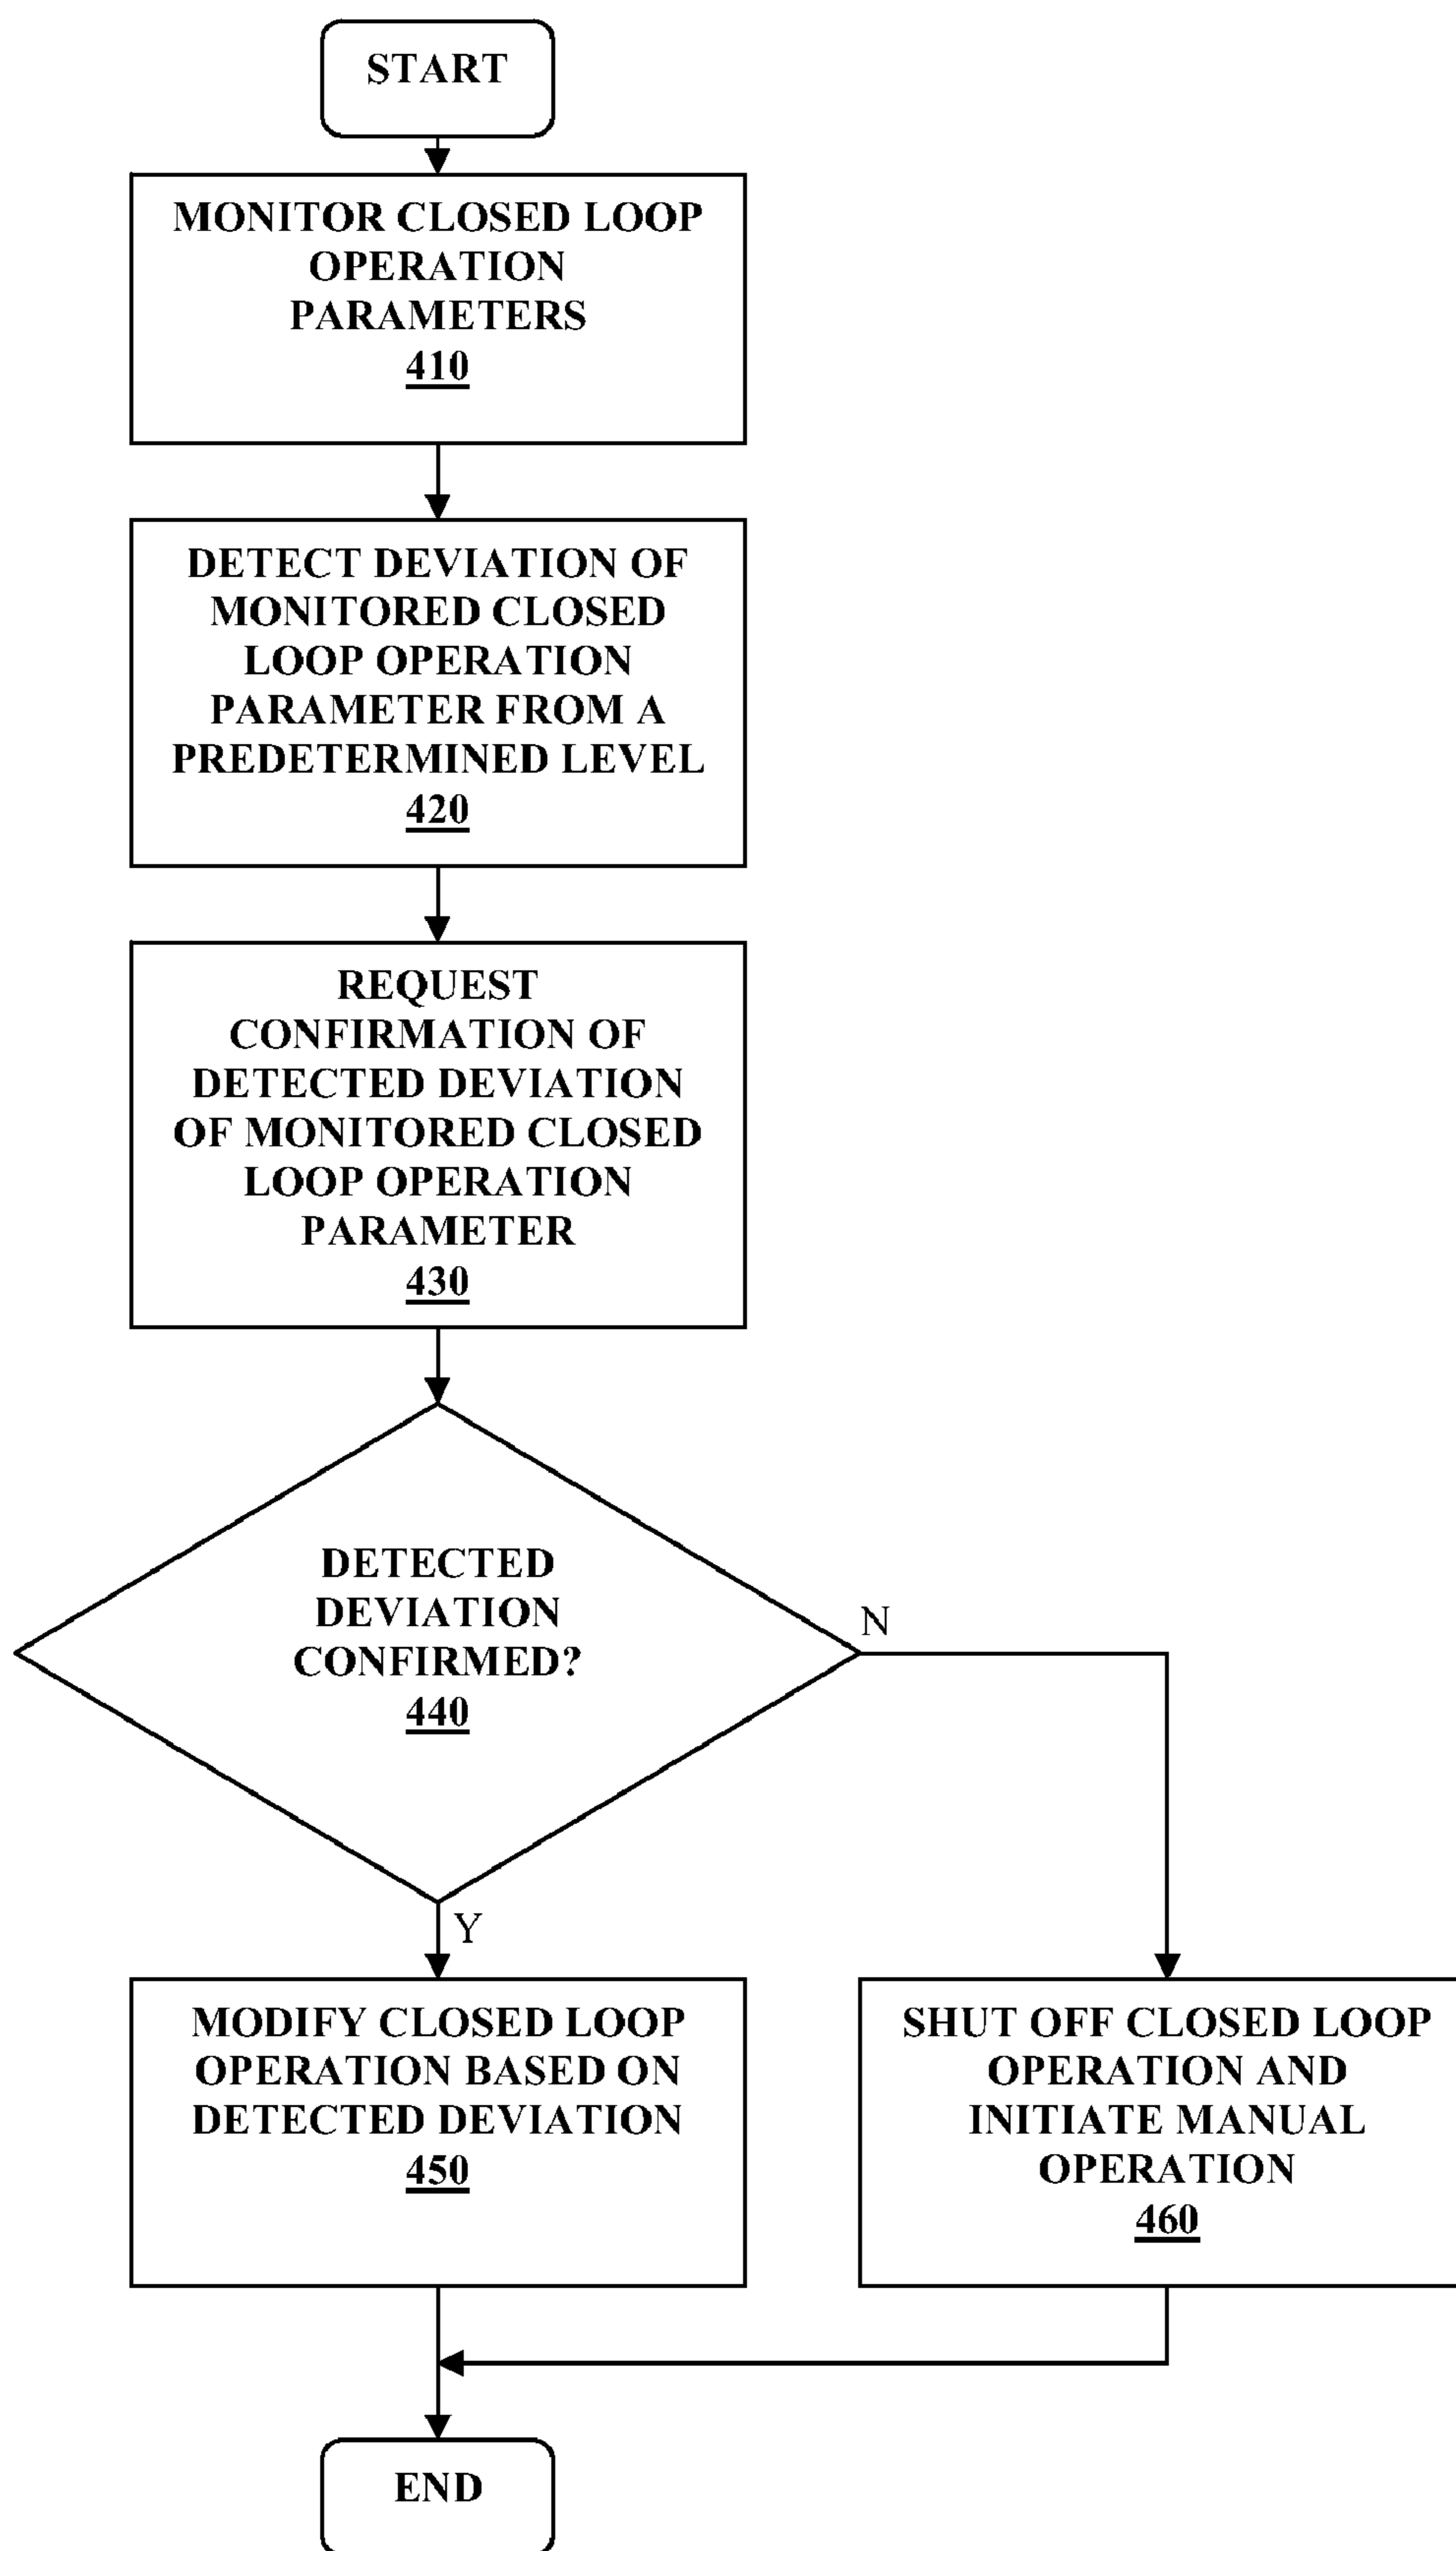 START
MONITOR CLOSED LOOP
OPERATION
PARAMETERS
410
DETECT DEVIATION OF
MONITORED CLOSED
LOOP OPERATION
PARAMETER FROM A
PREDETERMINED LEVEL
420
REQUEST
CONFIRMATION OF
DETECTED DEVIATION
OF MONITORED CLOSED
LOOP OPERATION
PARAMETER
430
DETECTED
DEVIATION
CONFIRMED?
440
N
Y
MODIFY CLOSED LOOP
OPERATION BASED ON
DETECTED DEVIATION
450
SHUT OFF CLOSED LOOP
OPERATION AND
INITIATE MANUAL
OPERATION
460
END